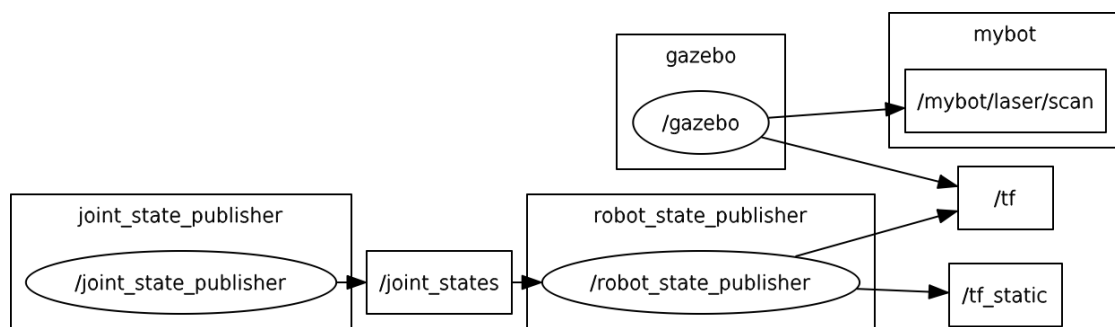 mybot
gazebo
/mybot/laser/scan
/gazebo
/tf
joint_state_publisher
robot_state_publisher
/joint_state_publisher
/joint_states
/robot_state_publisher
/tf_static